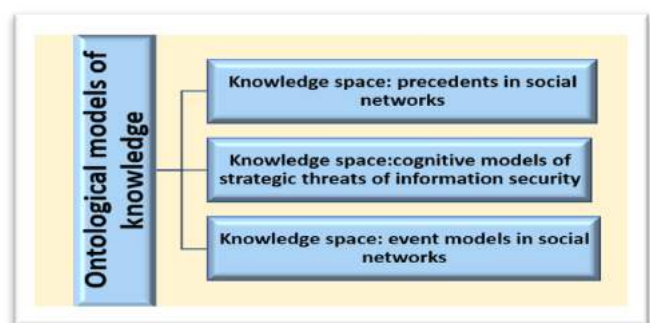 Ontological models of
knowledge
Knowledge space: precedents in social
networks
Knowledge space:cognitive models of
strategic threats of information security
Knowledge space: event models in social
networks